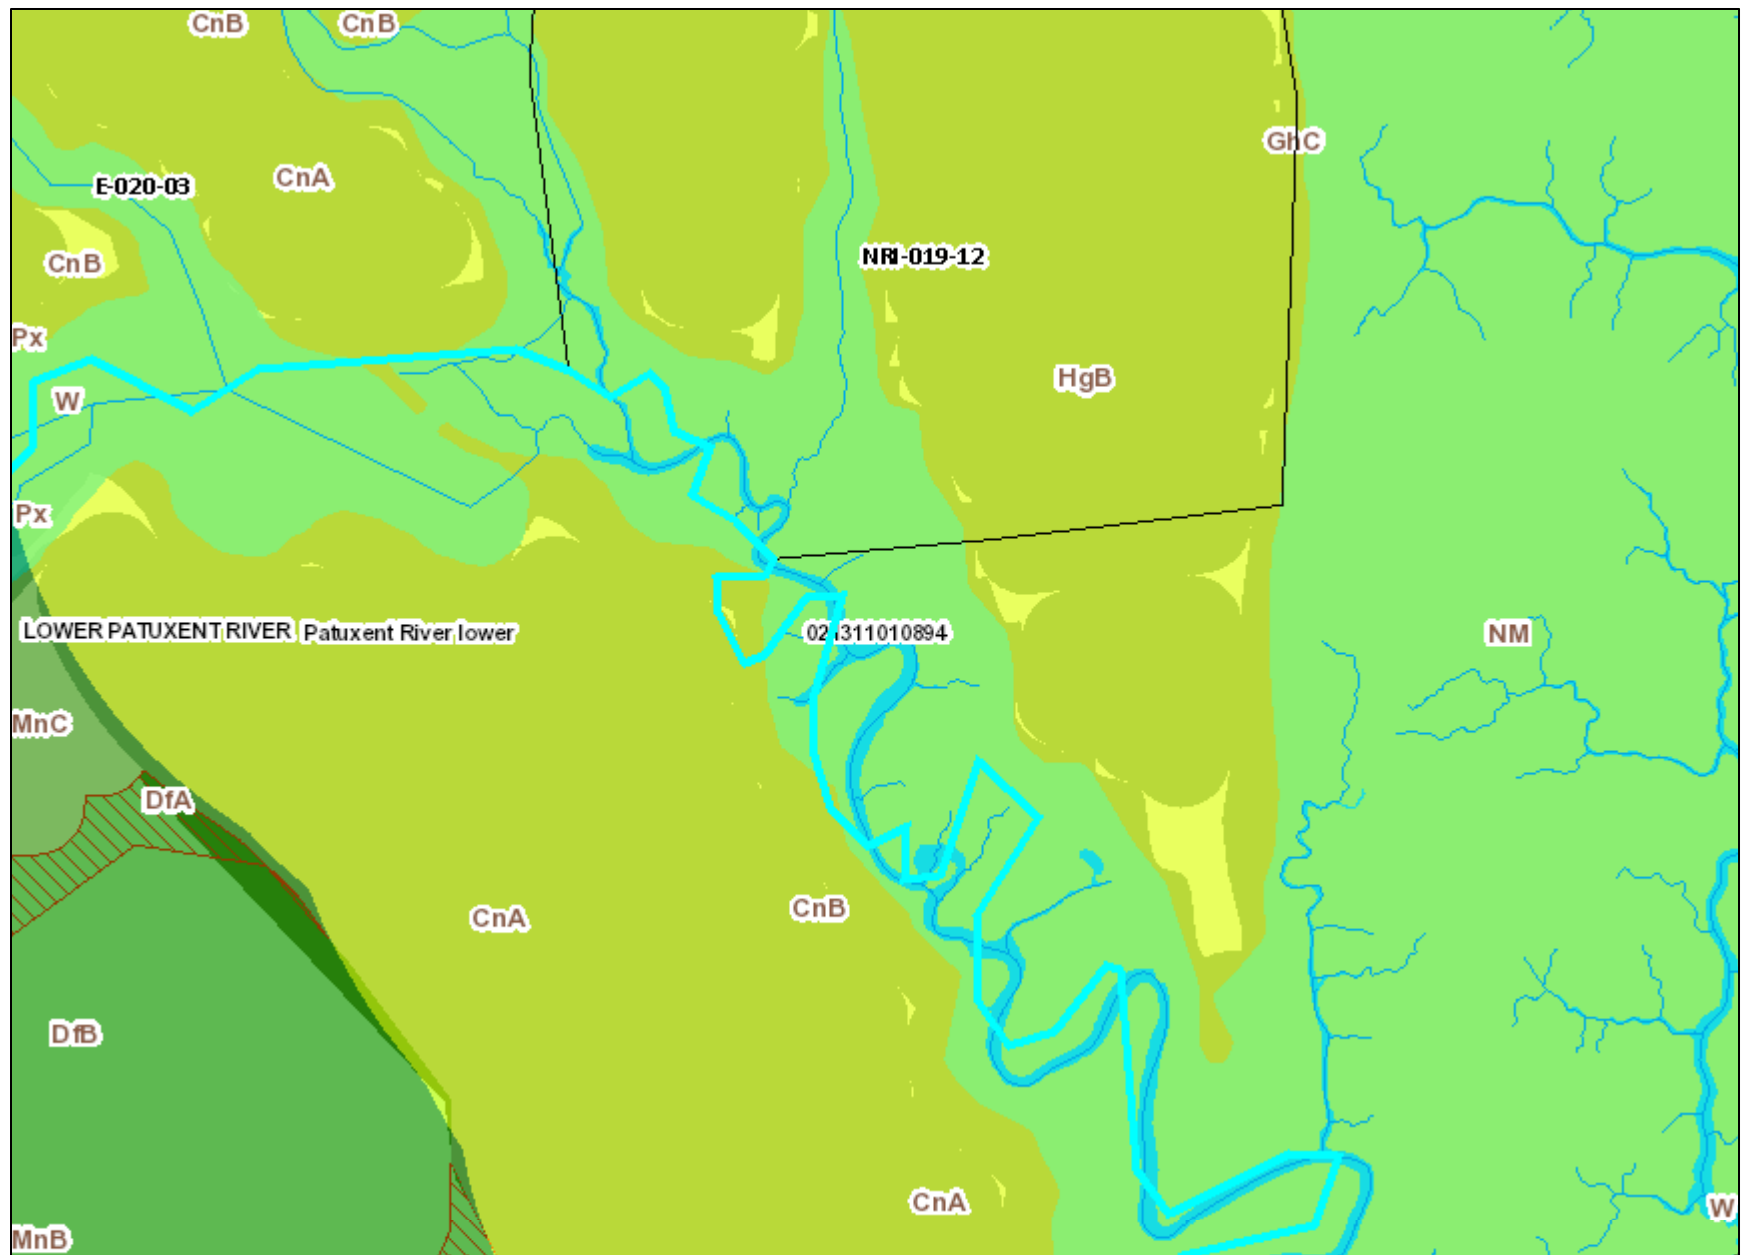 CnB
CnB
GhC
CnA
E-020-03
NRI-019-12
CnB
Px
HgB
W
Px
LOWER PATUXENT RIVER
Patuxent River lower
021311010894
NM
MnC
DfA
CnB
CnA
DfB
CnA
W
MnB